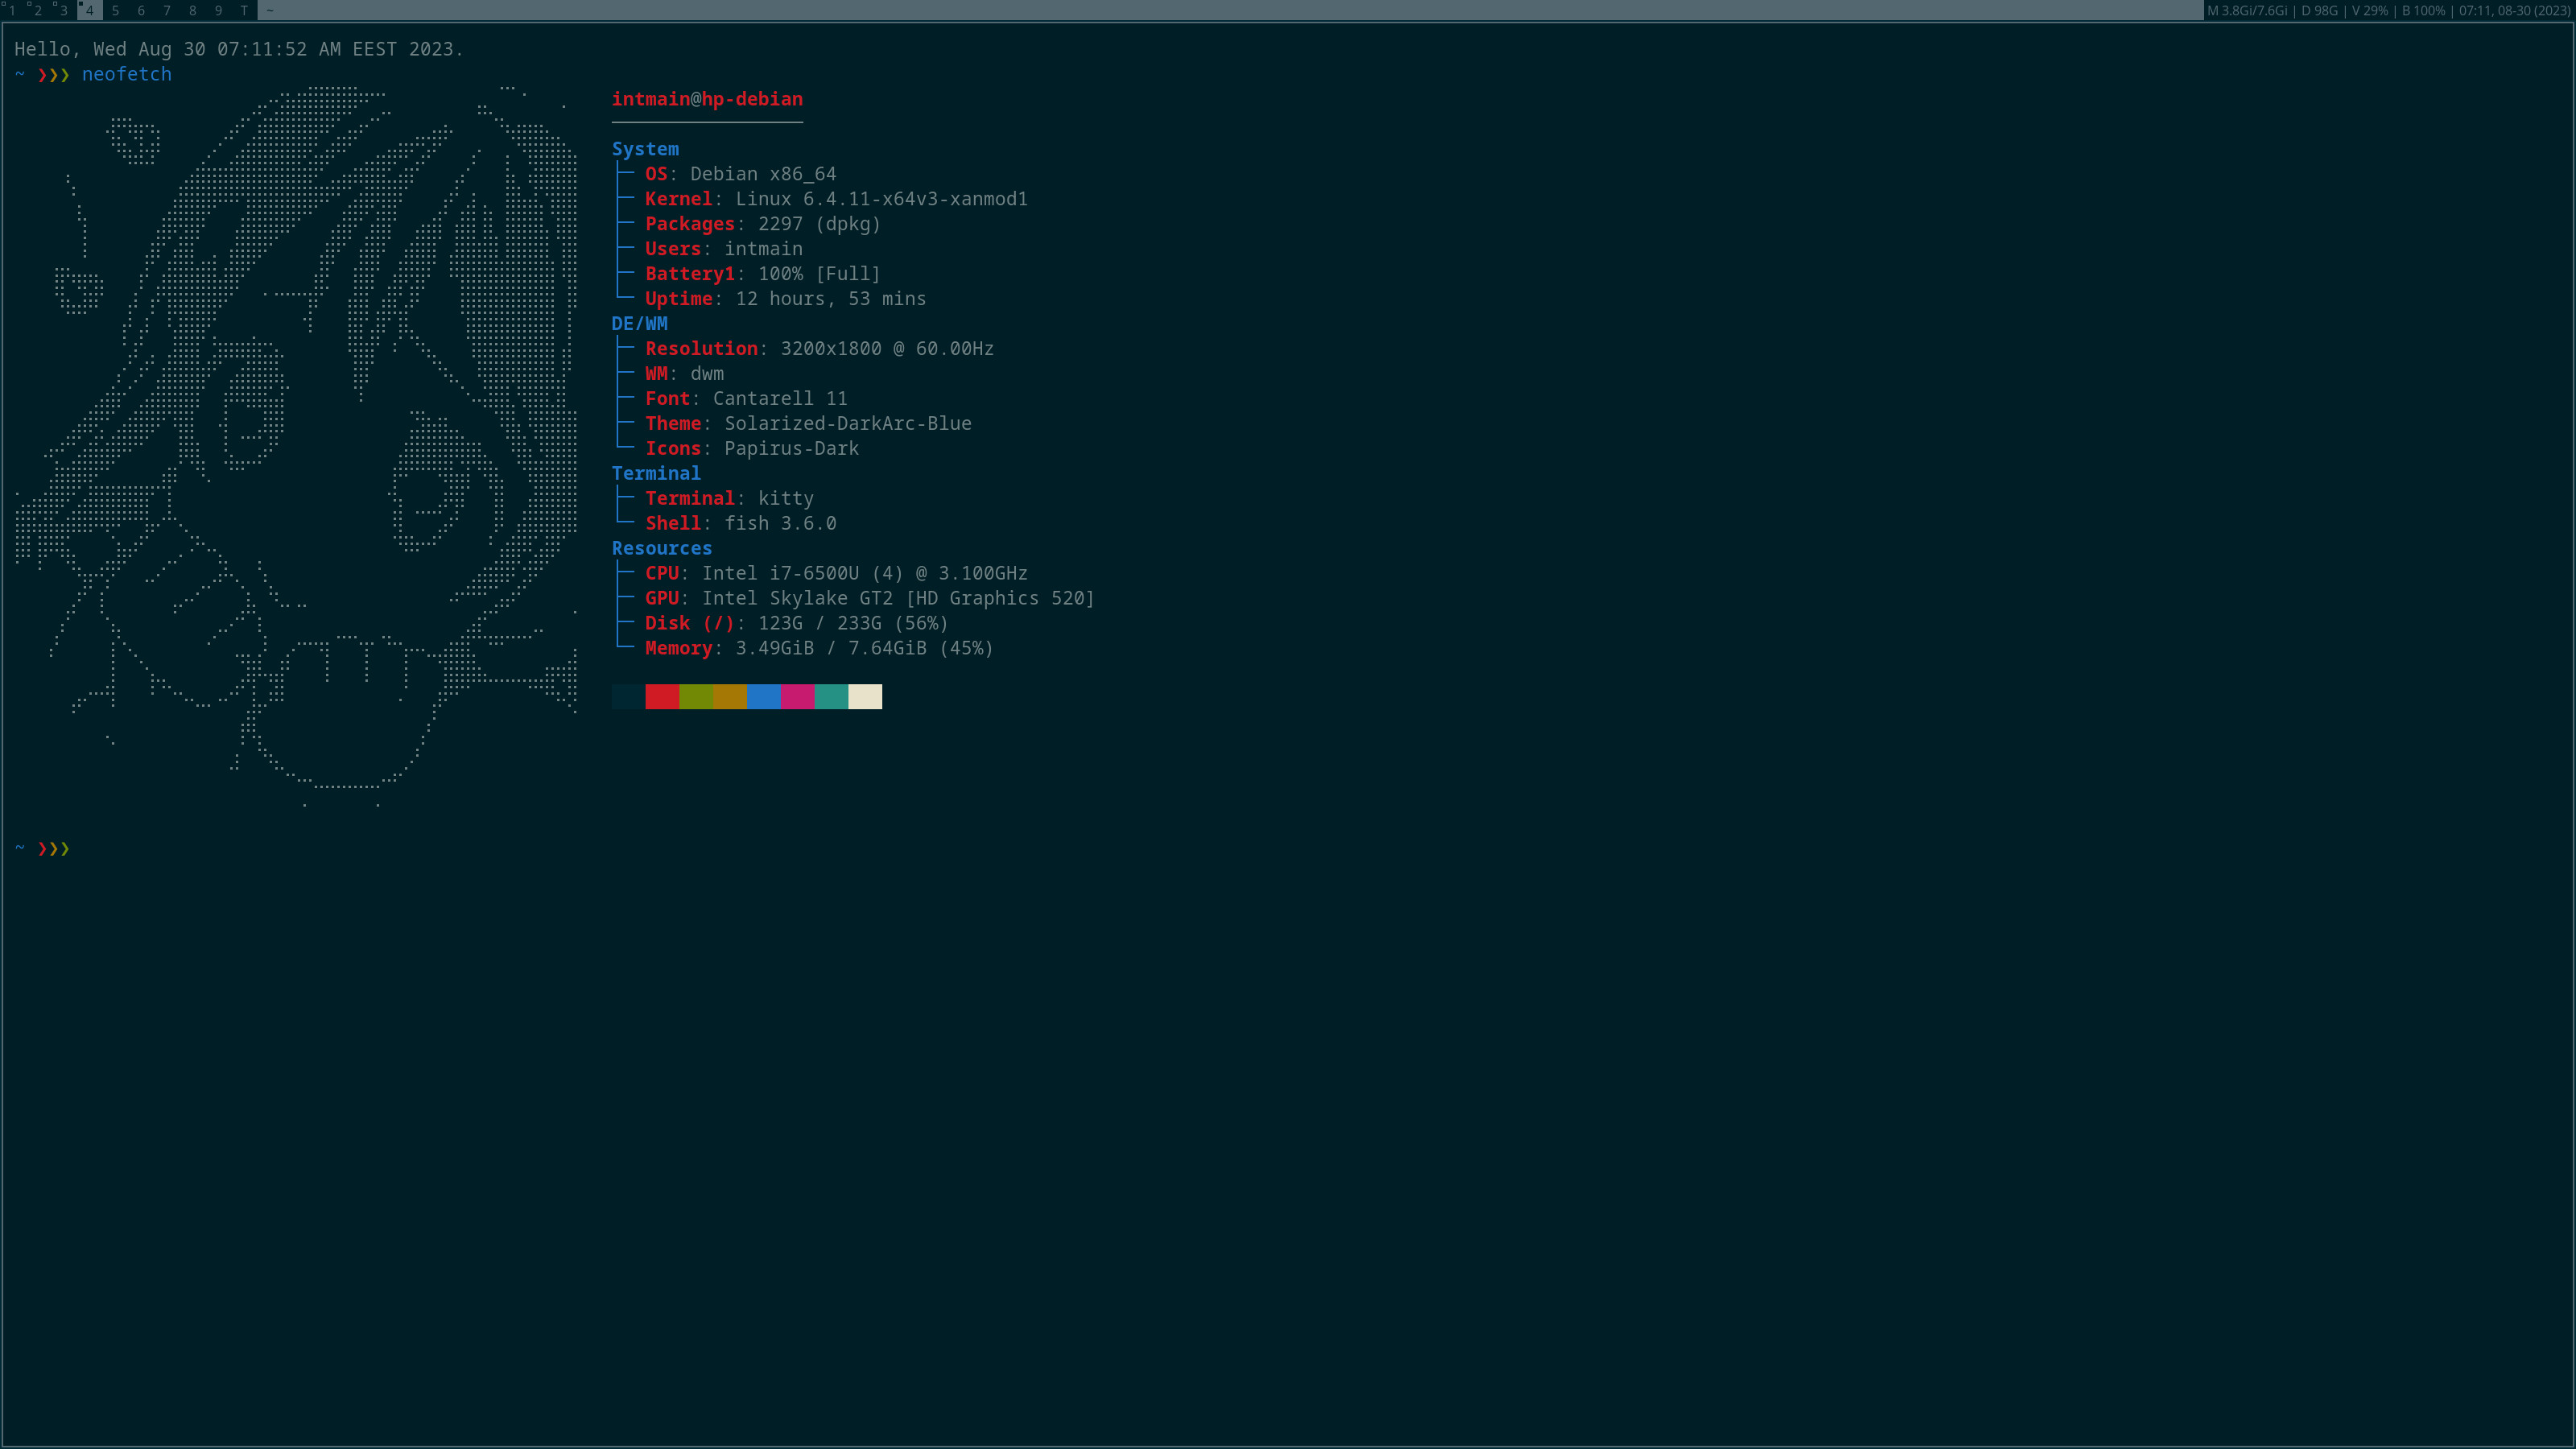 1 2 3 4 5 6 7 8 9 T ~ M 3.8Gi/7.6Gi | D 98G | V 29% | B 100% | 07:11, 08-30 (2023)
Hello, Wed Aug 30 07:11:52 AM EEST 2023.
~ ❯❯❯ neofetch
intmain@hp-debian
System
├─ OS: Debian x86_64
├─ Kernel: Linux 6.4.11-x64v3-xanmod1
├─ Packages: 2297 (dpkg)
├─ Users: intmain
├─ Battery1: 100% [Full]
└─ Uptime: 12 hours, 53 mins
DE/WM
├─ Resolution: 3200x1800 @ 60.00Hz
├─ WM: dwm
├─ Font: Cantarell 11
├─ Theme: Solarized-DarkArc-Blue
└─ Icons: Papirus-Dark
Terminal
├─ Terminal: kitty
└─ Shell: fish 3.6.0
Resources
├─ CPU: Intel i7-6500U (4) @ 3.100GHz
├─ GPU: Intel Skylake GT2 [HD Graphics 520]
├─ Disk (/): 123G / 233G (56%)
└─ Memory: 3.49GiB / 7.64GiB (45%)
~ ❯❯❯